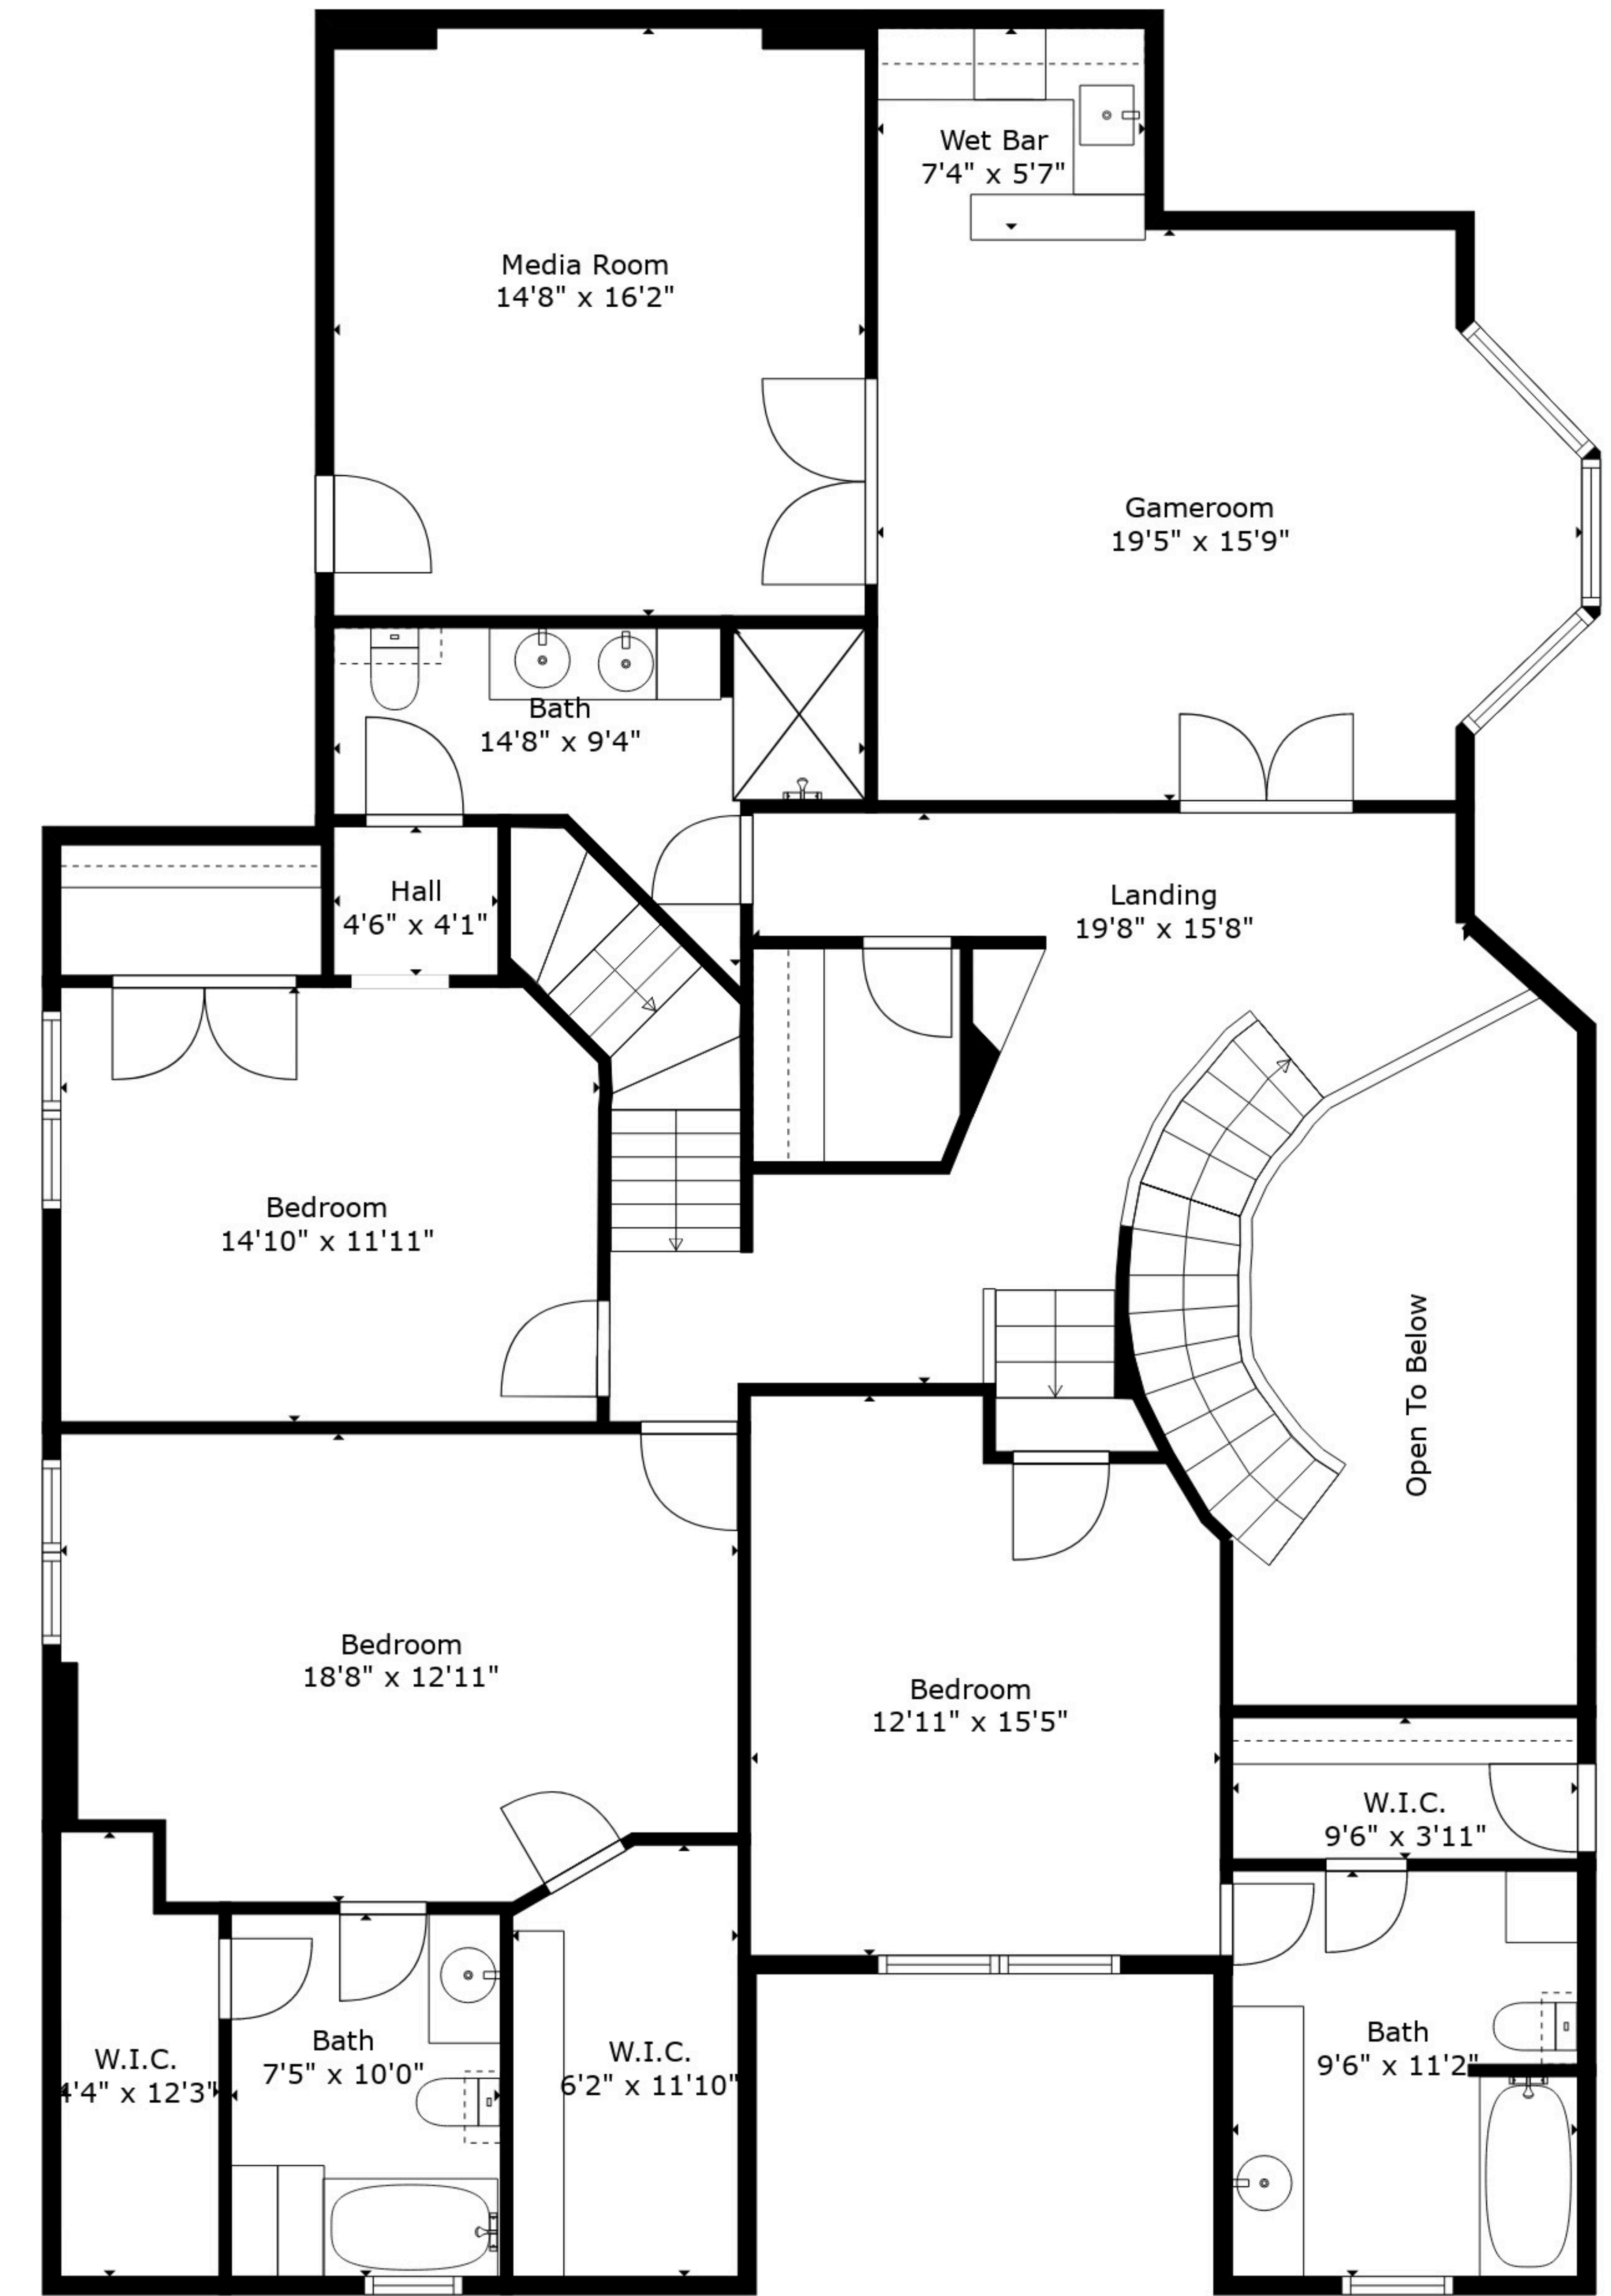 Wet Bar
7'4" x 5'7"
Media Room
14'8" x 16'2"
Gameroom
19'5" x 15'9"
Bath
14'8" x 9'4"
Hall
4'6" x 4'1"
Landing
19'8" x 15'8"
Bedroom
14'10" x 11'11"
Open To Below
Bedroom
18'8" x 12'11"
Bedroom
12'11" x 15'5"
W.I.C.
9'6" x 3'11"
W.I.C.
4'4" x 12'3"
Bath
7'5" x 10'0"
W.I.C.
6'2" x 11'10"
Bath
9'6" x 11'2"